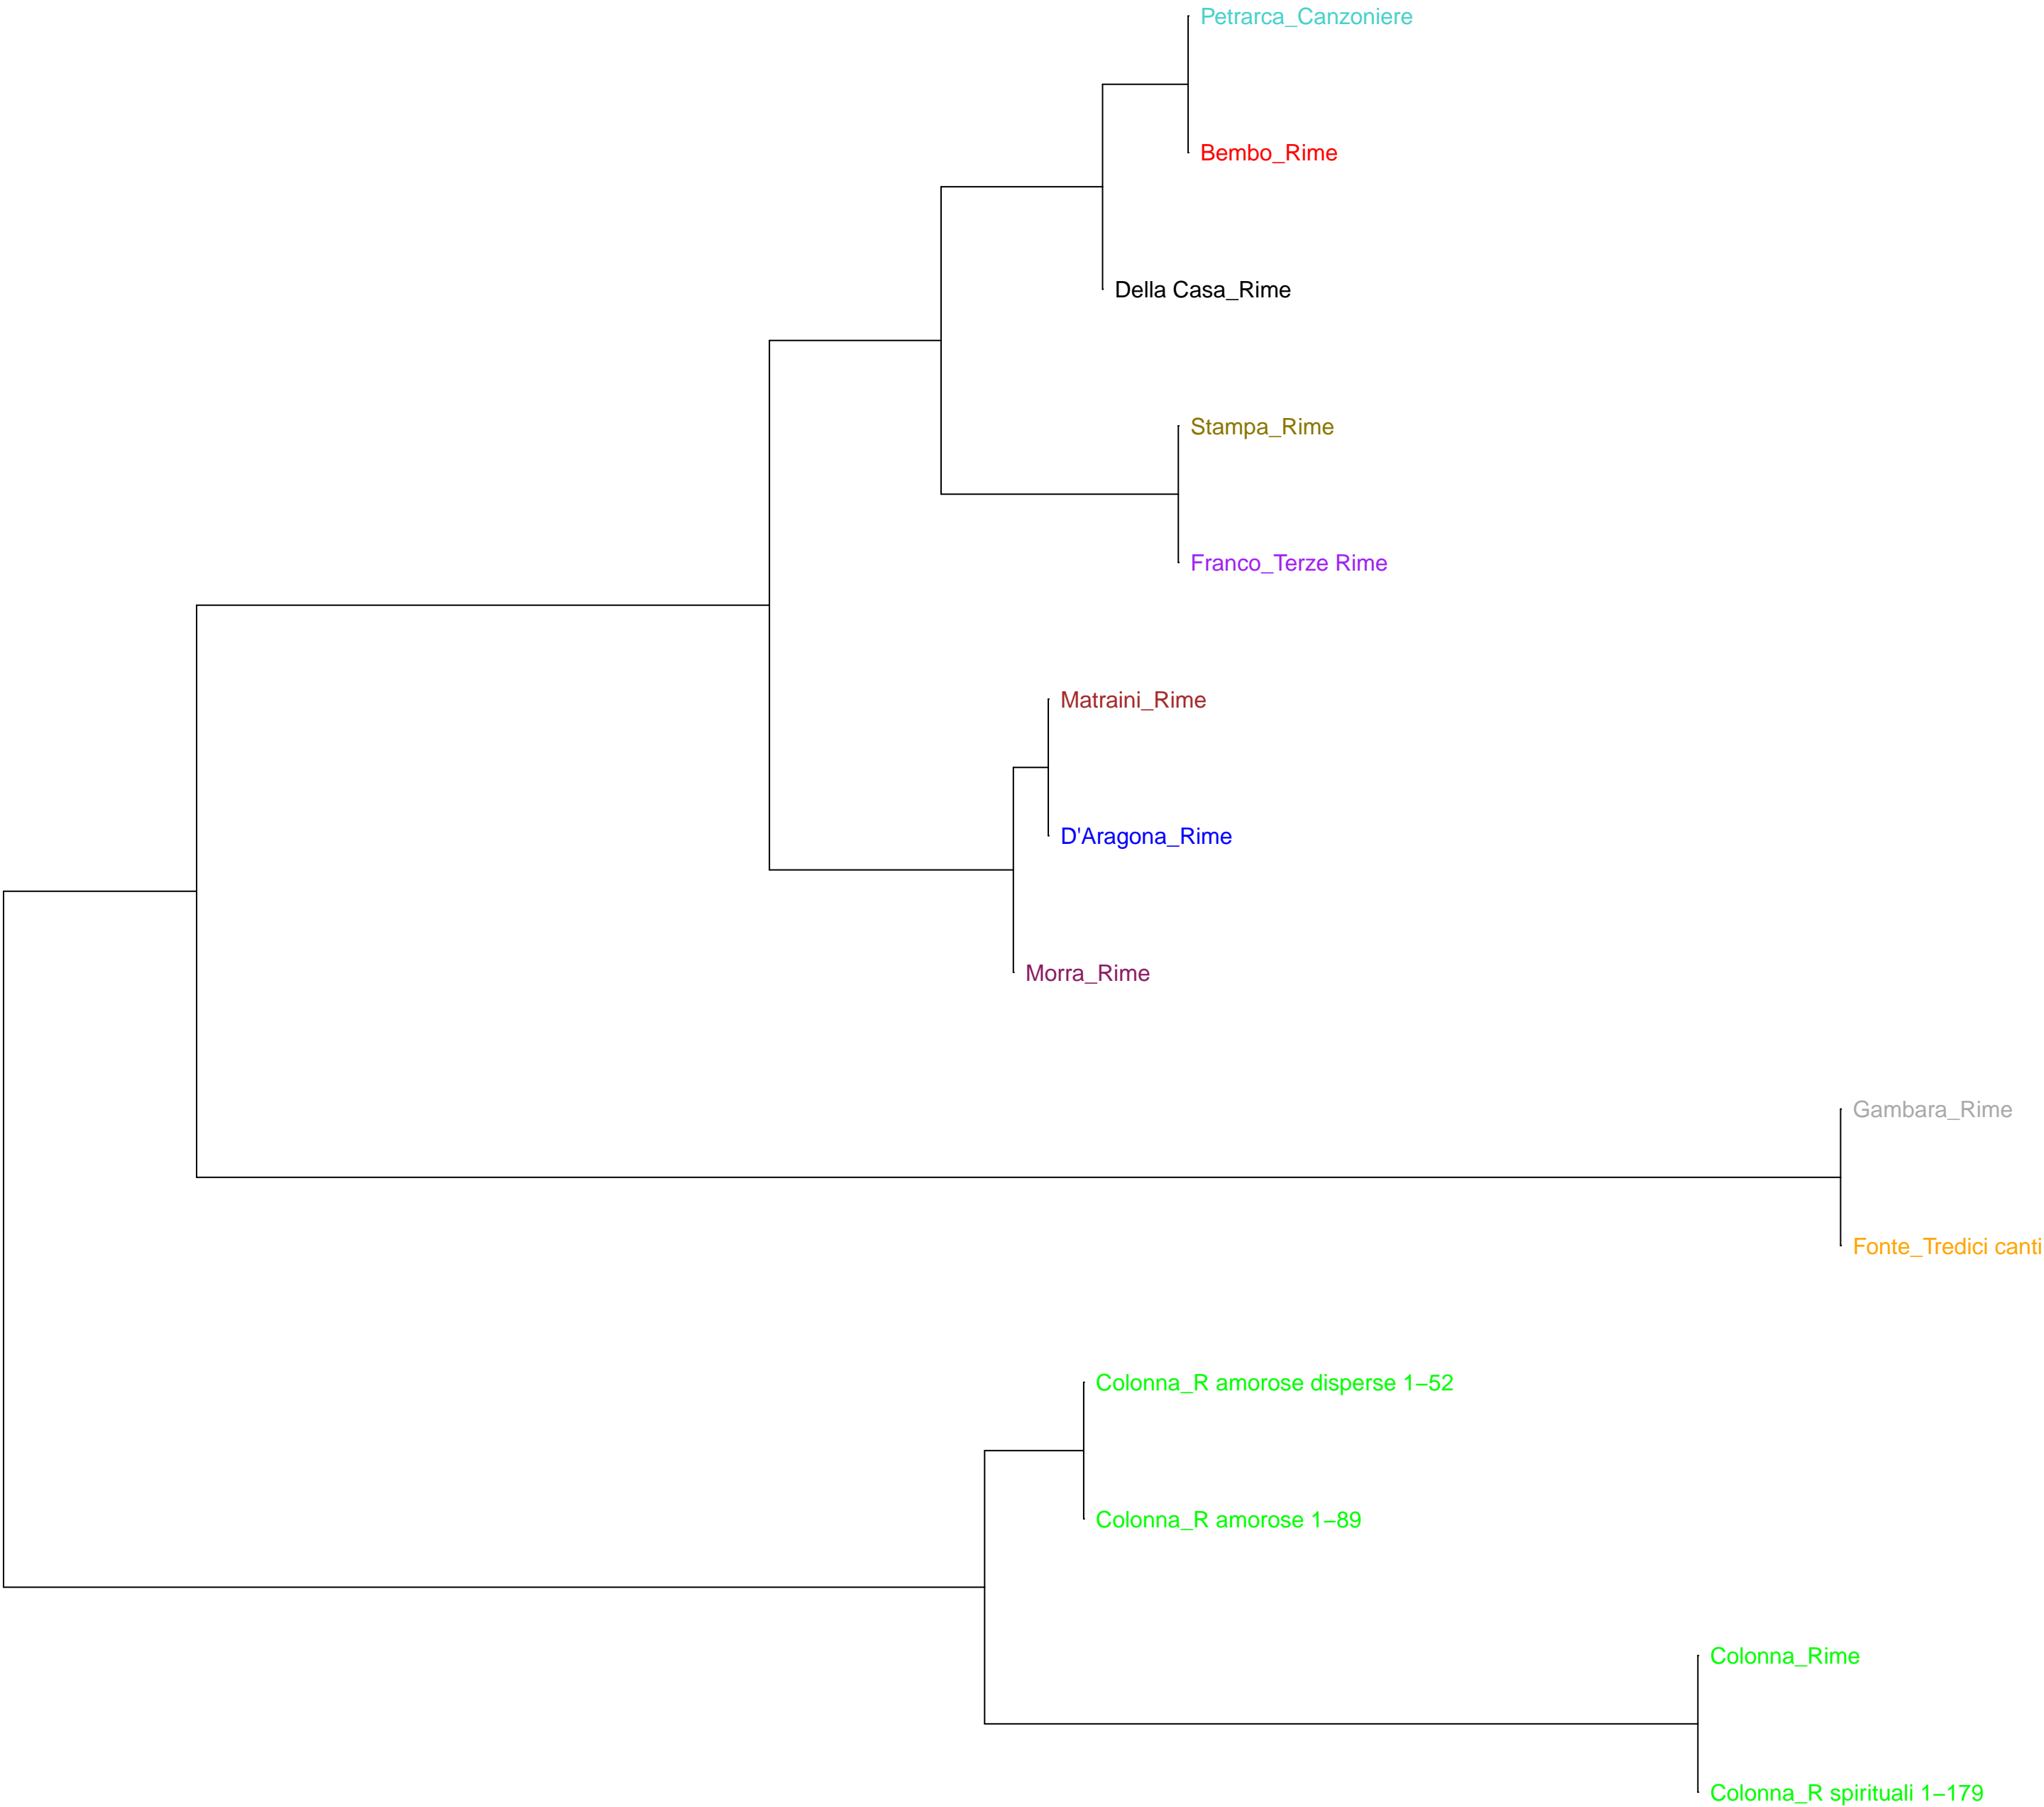 Petrarca_Canzoniere
Bembo_Rime
Della Casa_Rime
Stampa_Rime
Franco_Terze Rime
Matraini_Rime
D'Aragona_Rime
Morra_Rime
Gambara_Rime
Fonte_Tredici canti
Colonna_R amorose disperse 1−52
Colonna_R amorose 1−89
Colonna_Rime
Colonna_R spirituali 1−179